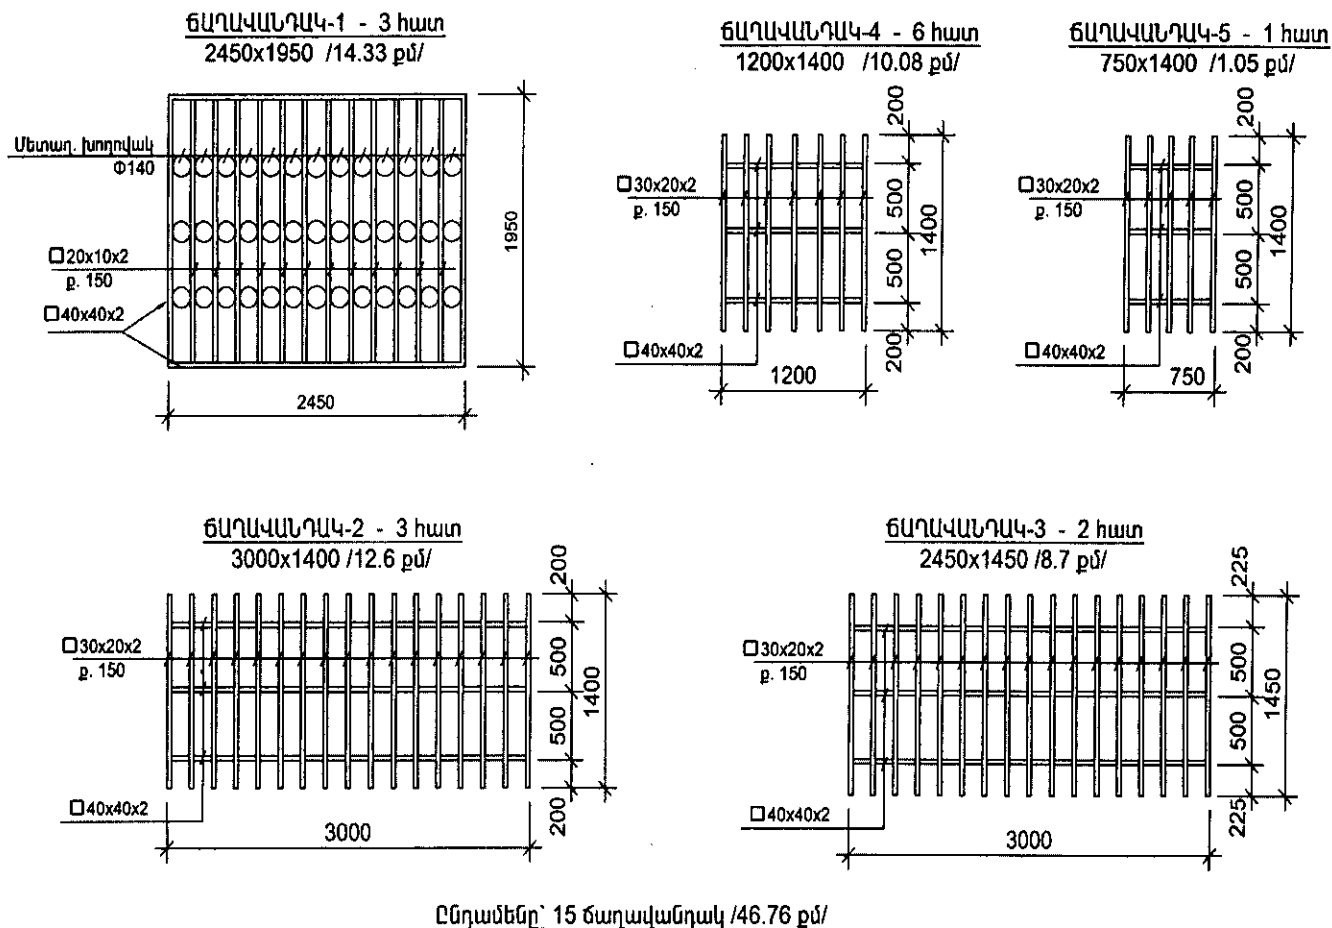 ՃԱՂԱՎԱՆԴԱԿ-1 - 3 հատ
2450x1950 /14.33 քմ/
Մետաղ. խողովակ
Փ140
20x10x2
ք. 150
40x40x2
1950
2450
ՃԱՂԱՎԱՆԴԱԿ-4 - 6 հատ
1200x1400 /10.08 քմ/
30x20x2
ք. 150
40x40x2
200
500
500
200
1400
1200
ՃԱՂԱՎԱՆԴԱԿ-5 - 1 հատ
750x1400 /1.05 քմ/
30x20x2
ք. 150
40x40x2
200
500
500
200
1400
750
ՃԱՂԱՎԱՆԴԱԿ-2 - 3 հատ
3000x1400 /12.6 քմ/
30x20x2
ք. 150
40x40x2
200
500
500
200
1400
3000
ՃԱՂԱՎԱՆԴԱԿ-3 - 2 հատ
2450x1450 /8.7 քմ/
30x20x2
ք. 150
40x40x2
225
500
500
225
1450
3000
Ընդամենը՝ 15 ճաղավանդակ /46.76 քմ/